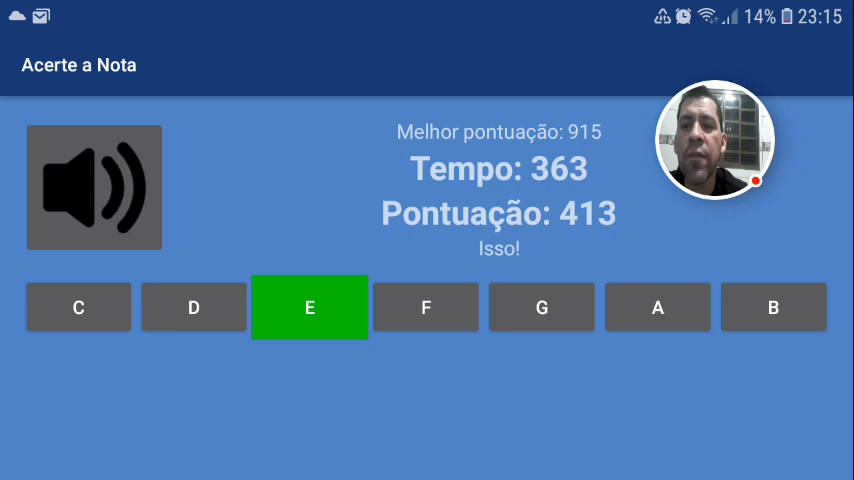 14% 23:15
Acerte a Nota
Melhor pontuação: 915
Tempo: 363
Pontuação: 413
Isso!
C D E F G A B